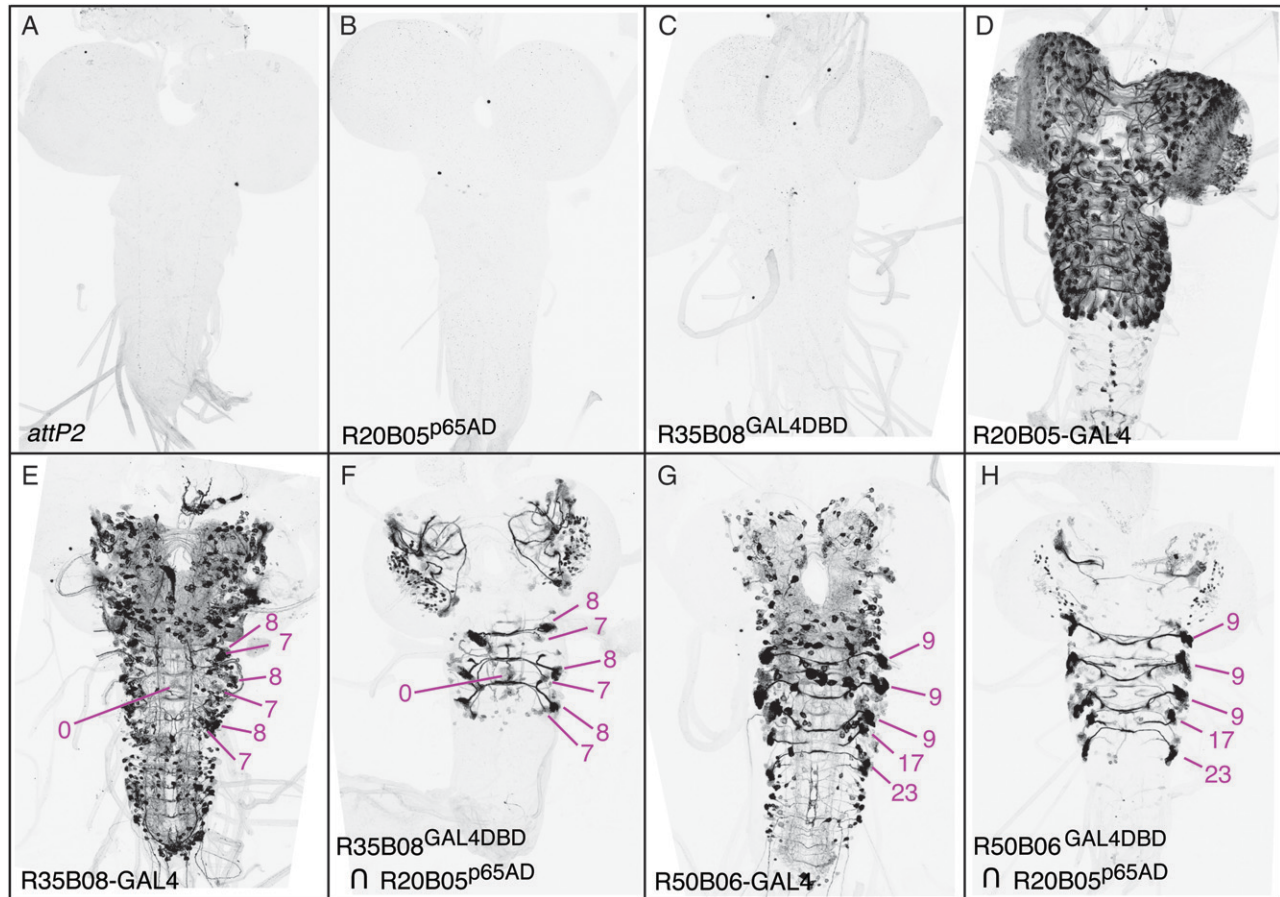 A
attP2
B
R20B05p65AD
C
R35B08GAL4DBD
D
R20B05-GAL4
E
8
7
8
7
0
8
7
R35B08-GAL4
F
8
7
8
0
7
8
7
R35B08GAL4DBD
∩ R20B05p65AD
G
9
9
9
17
23
R50B06-GAL4
H
9
9
9
17
23
R50B06GAL4DBD
∩ R20B05p65AD